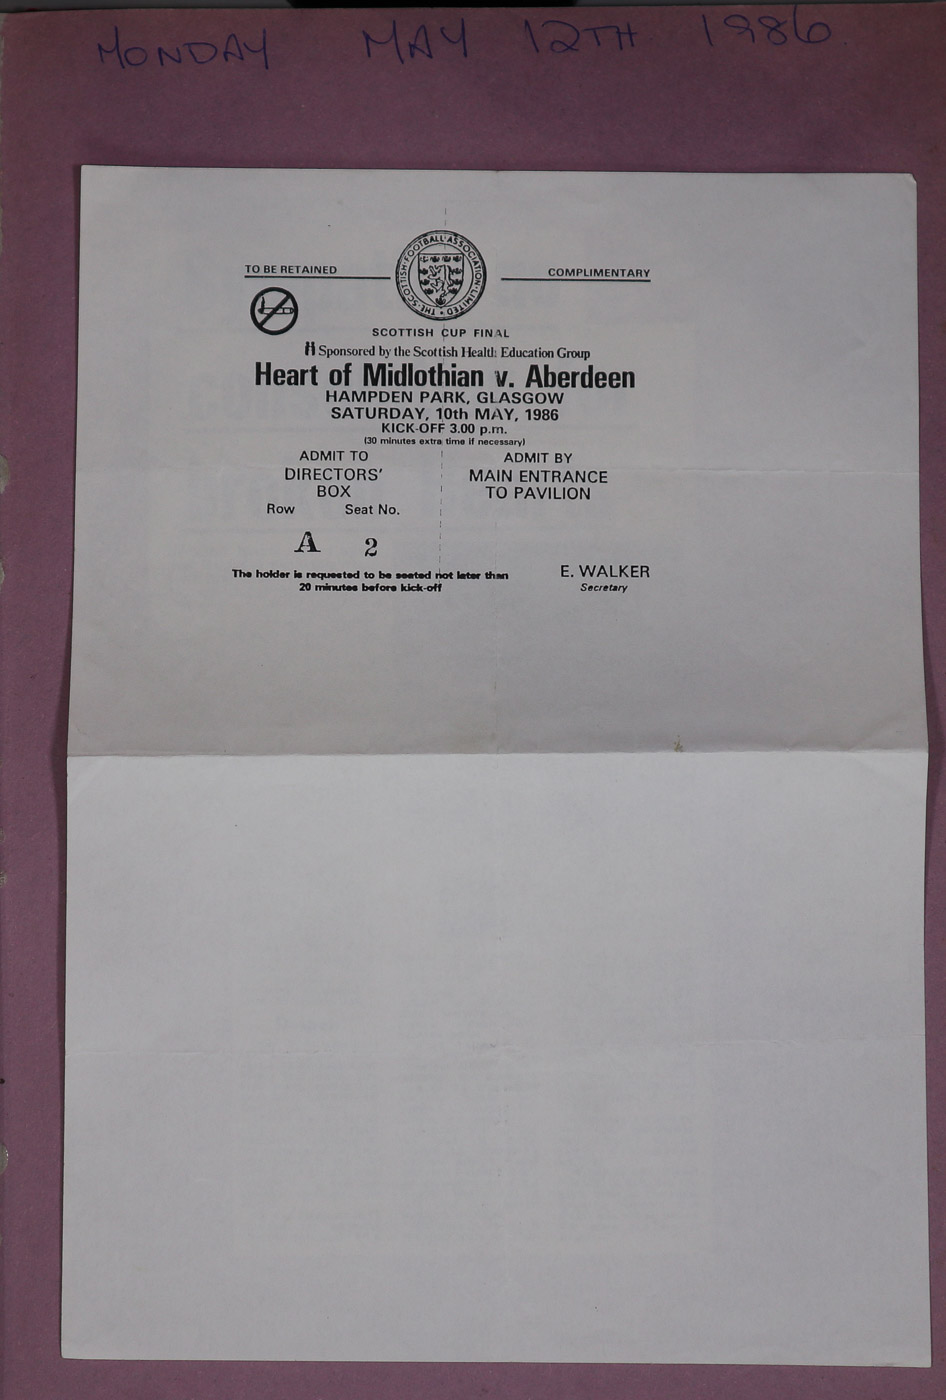 MONDAY MAY 12TH 1986
TO BE RETAINED
THE SCOTTISH FOOTBALL ASSOCIATION LIMITED
COMPLIMENTARY
SCOTTISH CUP FINAL
Sponsored by the Scottish Health Education Group
Heart of Midlothian v. Aberdeen
HAMPDEN PARK, GLASGOW
SATURDAY, 10th MAY, 1986
KICK-OFF 3.00 p.m.
(30 minutes extra time if necessary)
ADMIT TO
DIRECTORS'
BOX
Row Seat No.
A 2
ADMIT BY
MAIN ENTRANCE
TO PAVILION
The holder is requested to be seated not later than
20 minutes before kick-off
E. WALKER
Secretary